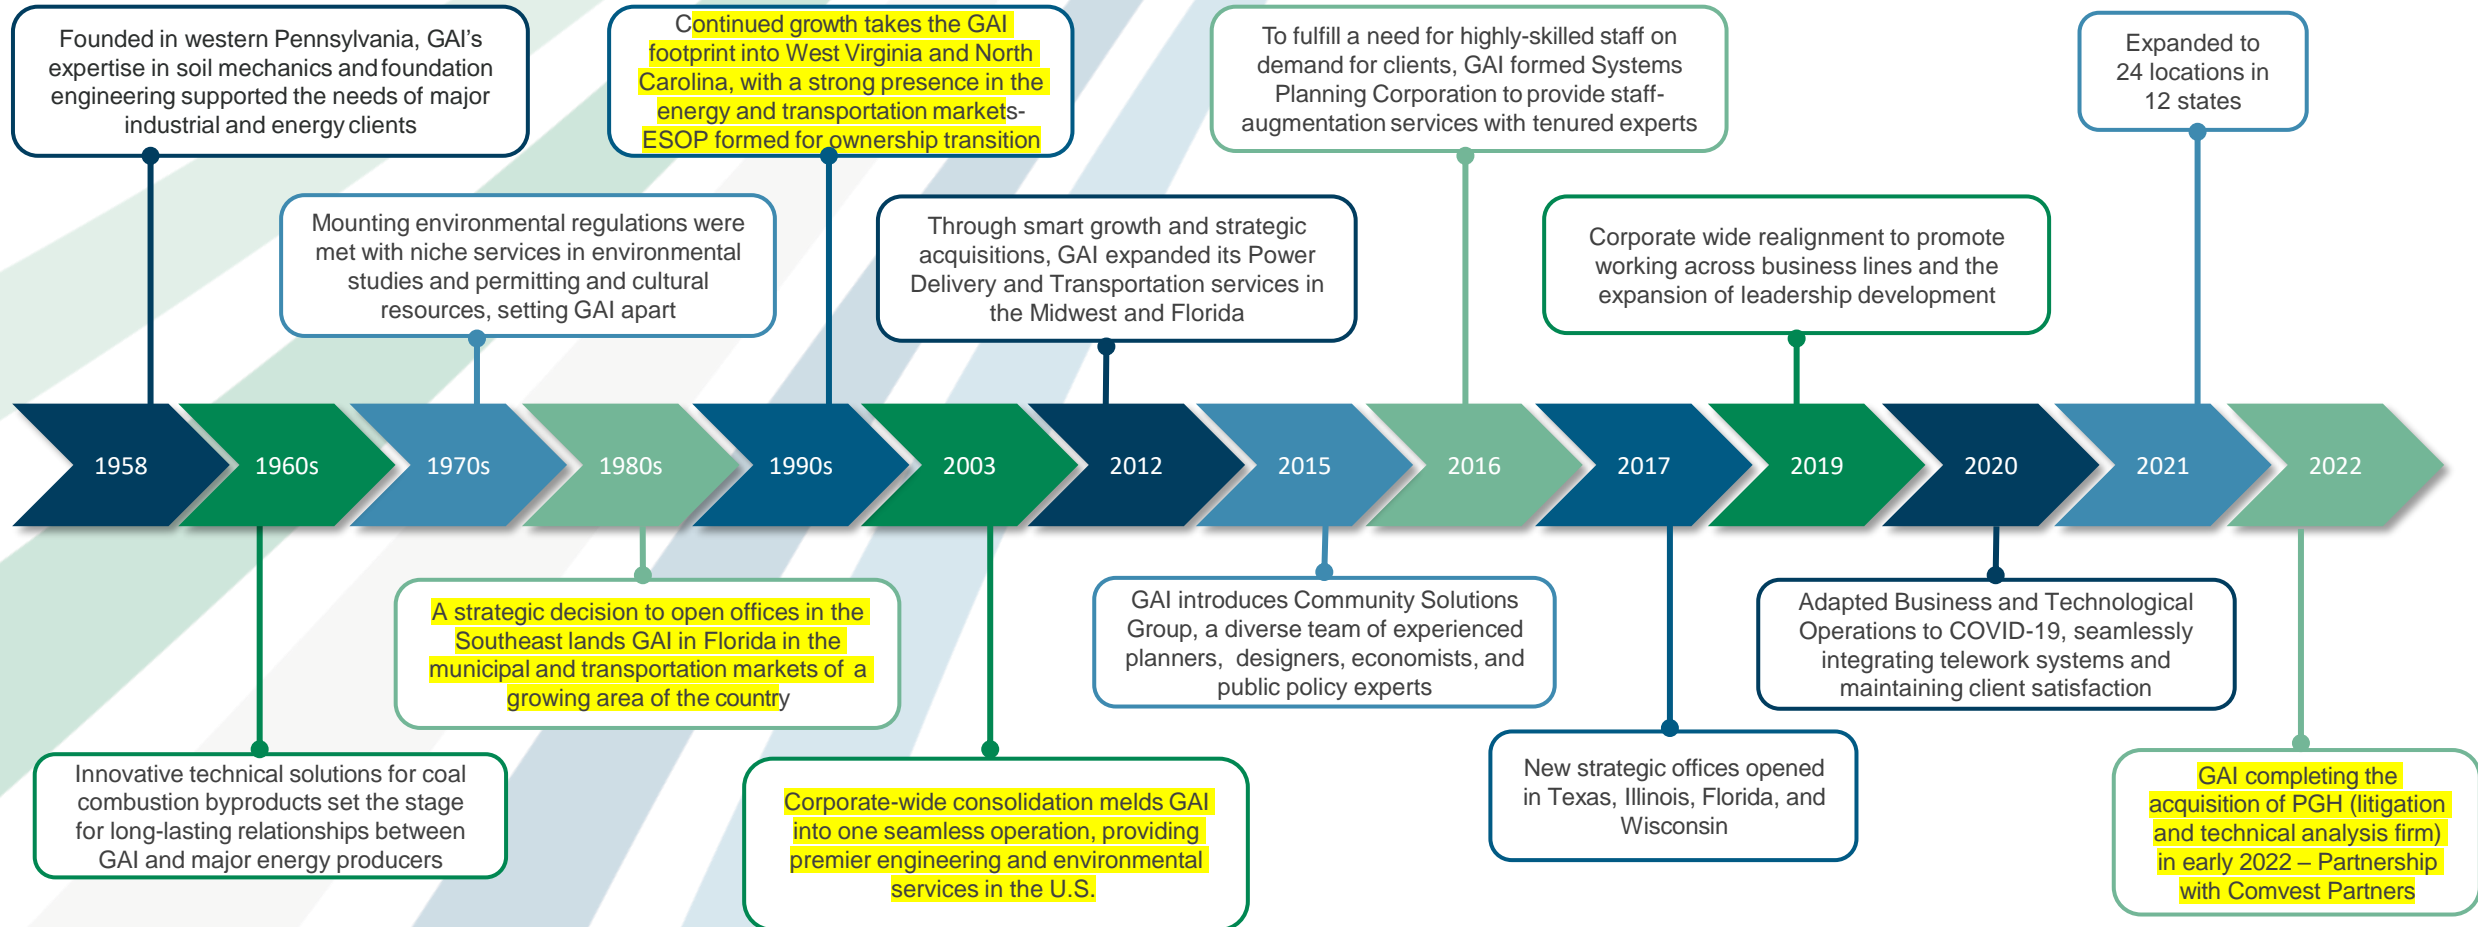 Founded in western Pennsylvania, GAI's
expertise in soil mechanics and foundation
engineering supported the needs of major
industrial and energy clients
Continued growth takes the GAI
footprint into West Virginia and North
Carolina, with a strong presence in the
energy and transportation markets-
ESOP formed for ownership transition
To fulfill a need for highly-skilled staff on
demand for clients, GAI formed Systems
Planning Corporation to provide staff-
augmentation services with tenured experts
Expanded to
24 locations in
12 states
Mounting environmental regulations were
met with niche services in environmental
studies and permitting and cultural
resources, setting GAI apart
Through smart growth and strategic
acquisitions, GAI expanded its Power
Delivery and Transportation services in
the Midwest and Florida
Corporate wide realignment to promote
working across business lines and the
expansion of leadership development
1958
1960s
1970s
1980s
1990s
2003
2012
2015
2016
2017
2019
2020
2021
2022
A strategic decision to open offices in the
Southeast lands GAI in Florida in the
municipal and transportation markets of a
growing area of the country
GAI introduces Community Solutions
Group, a diverse team of experienced
planners, designers, economists, and
public policy experts
Adapted Business and Technological
Operations to COVID-19, seamlessly
integrating telework systems and
maintaining client satisfaction
Innovative technical solutions for coal
combustion byproducts set the stage
for long-lasting relationships between
GAI and major energy producers
Corporate-wide consolidation melds GAI
into one seamless operation, providing
premier engineering and environmental
services in the U.S.
New strategic offices opened
in Texas, Illinois, Florida, and
Wisconsin
GAI completing the
acquisition of PGH (litigation
and technical analysis firm)
in early 2022 – Partnership
with Comvest Partners